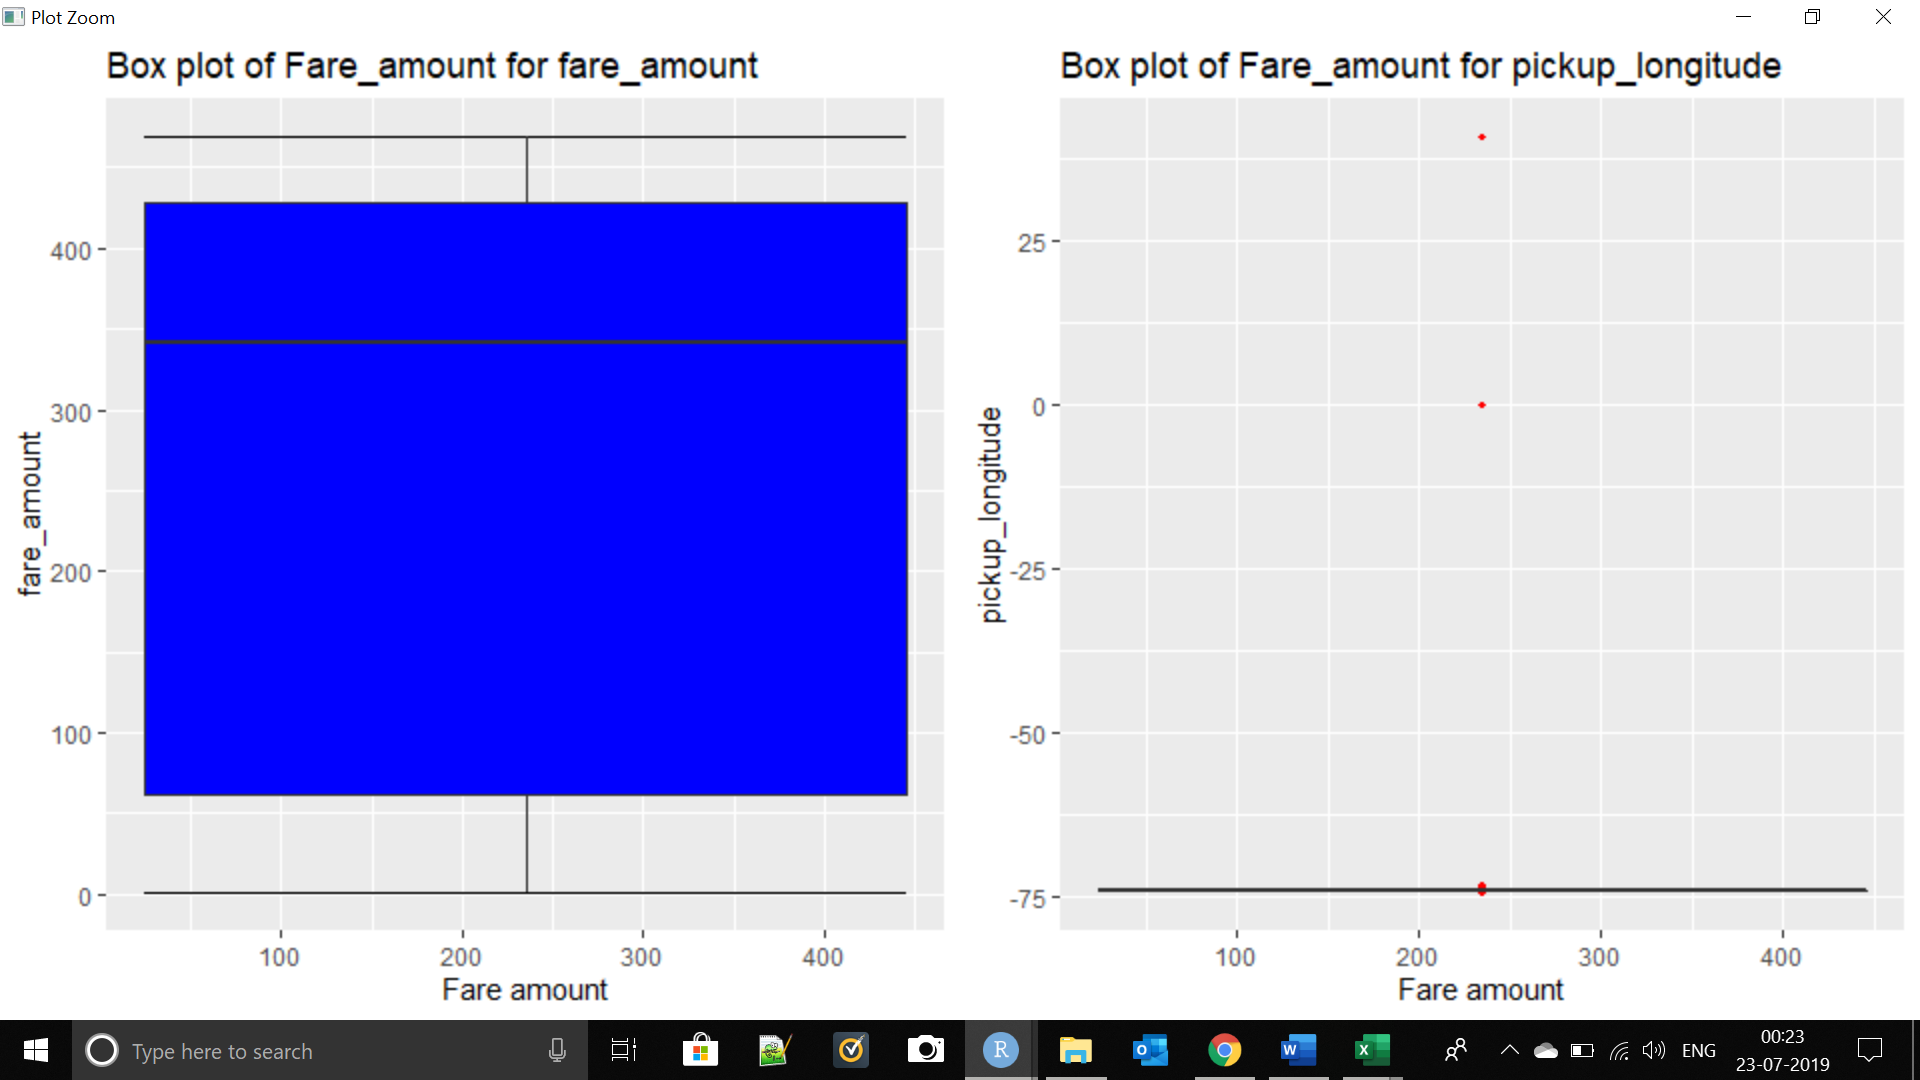 Plot Zoom
Box plot of Fare_amount for fare_amount
400
300
200
100
0
fare_amount
100 200 300 400
Fare amount
Box plot of Fare_amount for pickup_longitude
25
0
-25
-50
-75
pickup_longitude
100 200 300 400
Fare amount
Type here to search
R
O
W
X
ENG
00:23
23-07-2019